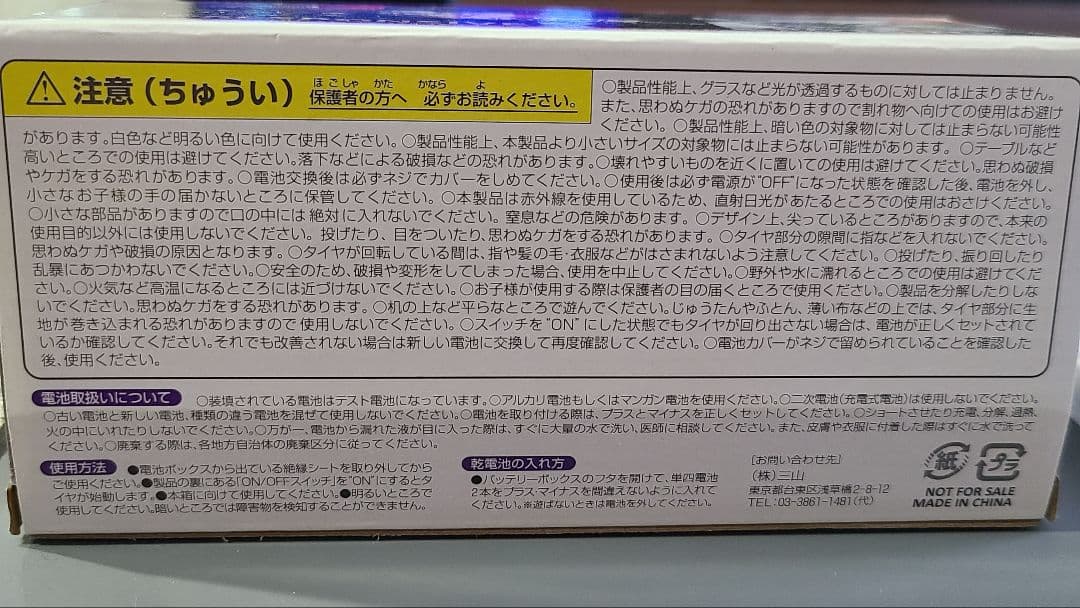 注意（ちゅうい） 保護者の方へ 必ずお読みください。
ほごしゃ かた かなら よ
○製品性能上、グラスなど光が透過するものに対しては止まりません。
また、思わぬケガの恐れがありますので割れ物へ向けての使用はお避け
ください。○製品性能上、暗い色の対象物に対しては止まらない可能性
があります。白色など明るい色に向けて使用ください。○製品性能上、本製品より小さいサイズの対象物には止まらない可能性があります。○テーブルなど
高いところでの使用は避けてください。落下などによる破損などの恐れがあります。○壊れやすいものを近くに置いての使用は避けてください。思わぬ破損
やケガをする恐れがあります。○電池交換後は必ずネジでカバーをしめてください。○使用後は必ず電源が"OFF"になった状態を確認した後、電池を外し、
小さなお子様の手の届かないところに保管してください。○本製品は赤外線を使用しているため、直射日光があたるところでの使用はおさけください。
○小さな部品がありますので口の中には絶対に入れないでください。窒息などの危険があります。○デザイン上、尖っているところがありますので、本来の
使用目的以外には使用しないでください。投げたり、目をついたり、思わぬケガをする恐れがあります。○タイヤ部分の隙間に指などを入れないでください。
思わぬケガや破損の原因となります。○タイヤが回転している間は、指や髪の毛・衣服などがはさまれないよう注意してください。○投げたり、振り回したり
乱暴にあつかわないでください。○安全のため、破損や変形をしてしまった場合、使用を中止してください。○野外や水に濡れるところでの使用は避けてくだ
さい。○火気など高温になるところには近づけないでください。○お子様が使用する際は保護者の目の届くところで使用ください。○製品を分解したりしな
いでください。思わぬケガをする恐れがあります。○机の上など平らなところで遊んでください。じゅうたんやふとん、薄い布などの上では、タイヤ部分に生
地が巻き込まれる恐れがありますので使用しないでください。○スイッチを"ON"にした状態でもタイヤが回り出さない場合は、電池が正しくセットされて
いるか確認してください。それでも改善されない場合は新しい電池に交換して再度確認してください。○電池カバーがネジで留められていることを確認した
後、使用ください。
電池取扱いについて ○装填されている電池はテスト電池になっています。○アルカリ電池もしくはマンガン電池を使用ください。○二次電池（充電式電池）は使用しないでください。
○古い電池と新しい電池、種類の違う電池を混ぜて使用しないでください。○電池を取り付ける際は、プラスとマイナスを正しくセットしてください。○ショートさせたり充電、分解、過熱、
火の中にいれたりしないでください。○万が一、電池から漏れた液が目に入った際は、すぐに大量の水で洗い、医師に相談してください。また、皮膚や衣服に付着した際はすぐに水で洗って
ください。○廃棄する際は、各地方自治体の廃棄区分に従ってください。
使用方法 ●電池ボックスから出ている絶縁シートを取り外してから
ご使用ください。●製品の裏にある「ON/OFFスイッチ」を"ON"にするとタ
イヤが始動します。●本箱に向けて使用してください。●明るいところで
使用してください。暗いところでは障害物を検知することができません。
乾電池の入れ方
●バッテリーボックスのフタを開けて、単四電池
2本をプラス・マイナスを間違えないように入れて
ください。※遊ばないときは電池を外してください。
［お問い合わせ先］
（株）三山
東京都台東区浅草橋2-8-12
TEL:03-3861-1481（代）
紙 プラ
NOT FOR SALE
MADE IN CHINA